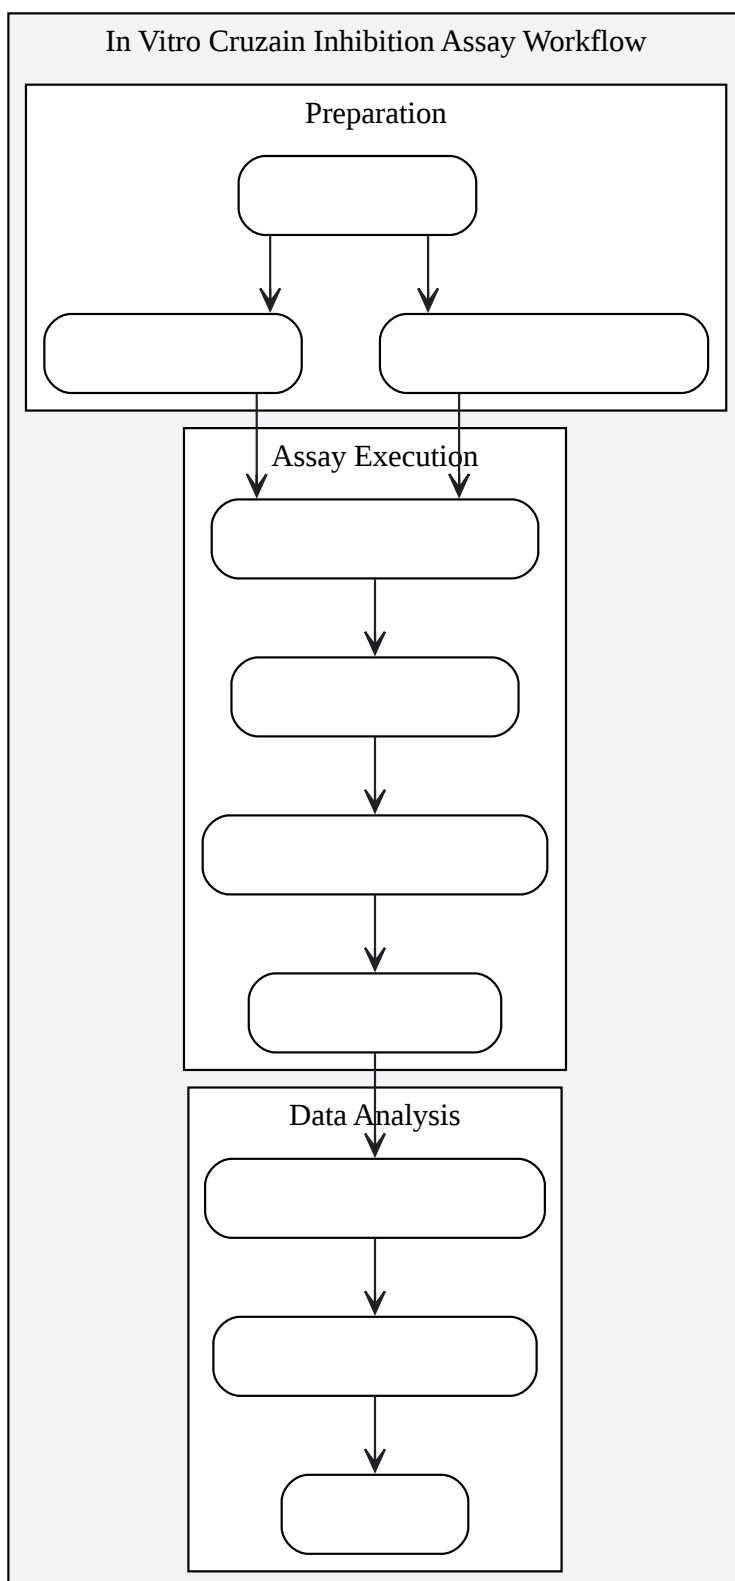 In Vitro Cruzain Inhibition Assay Workflow
Preparation
Assay Execution
Data Analysis